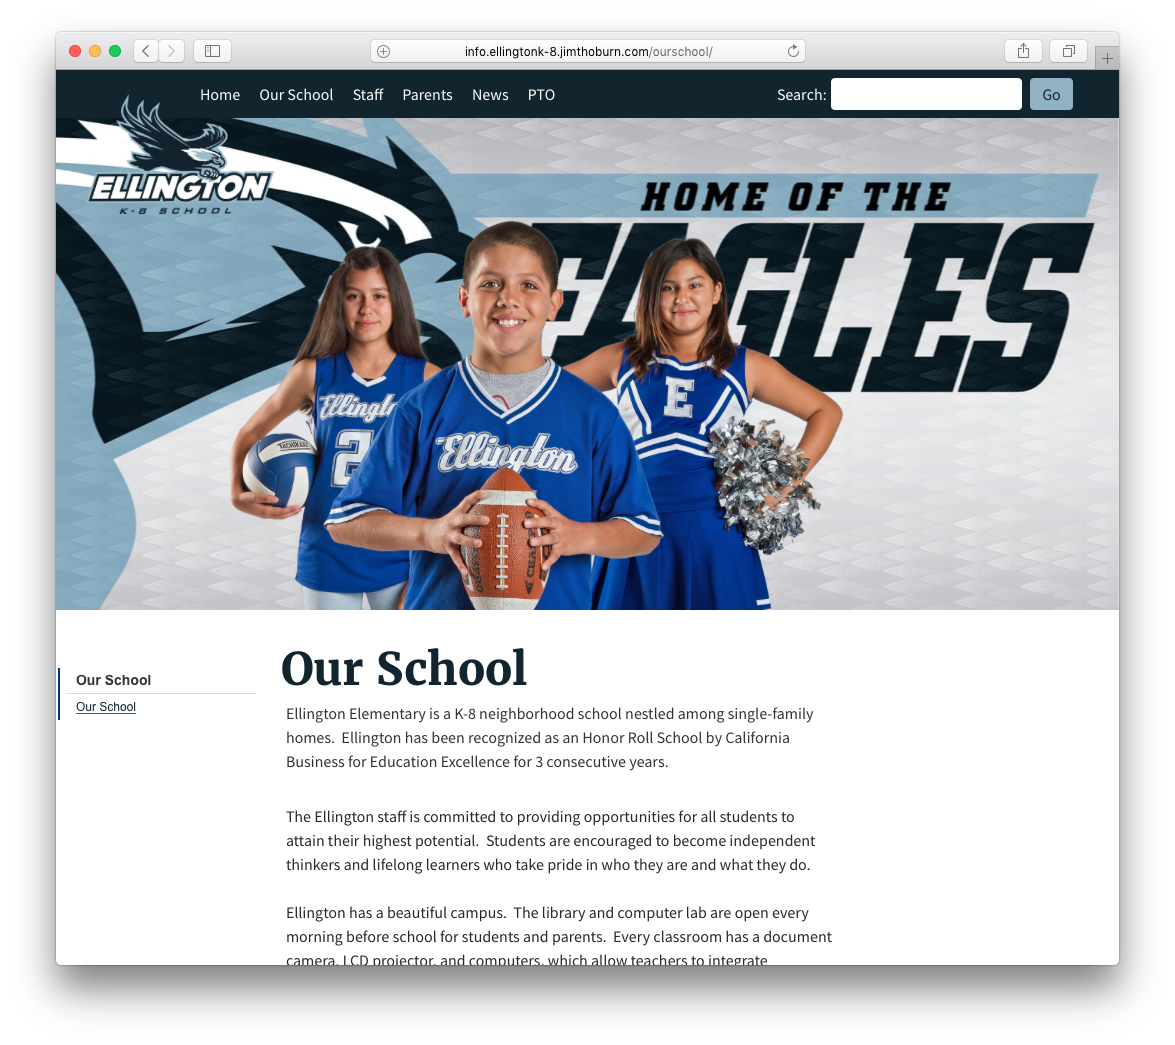 info.ellingtonk-8.jimthoburn.com/ourschool/
Home Our School Staff Parents News PTO Search: Go
ELLINGTON
K-8 SCHOOL
HOME OF THE
EAGLES
Ellingt
2
Ellington
E
TACHIKARA
Our School
Our School
Our School
Ellington Elementary is a K-8 neighborhood school nestled among single-family
homes. Ellington has been recognized as an Honor Roll School by California
Business for Education Excellence for 3 consecutive years.
The Ellington staff is committed to providing opportunities for all students to
attain their highest potential. Students are encouraged to become independent
thinkers and lifelong learners who take pride in who they are and what they do.
Ellington has a beautiful campus. The library and computer lab are open every
morning before school for students and parents. Every classroom has a document
camera, LCD projector, and computers, which allow teachers to integrate